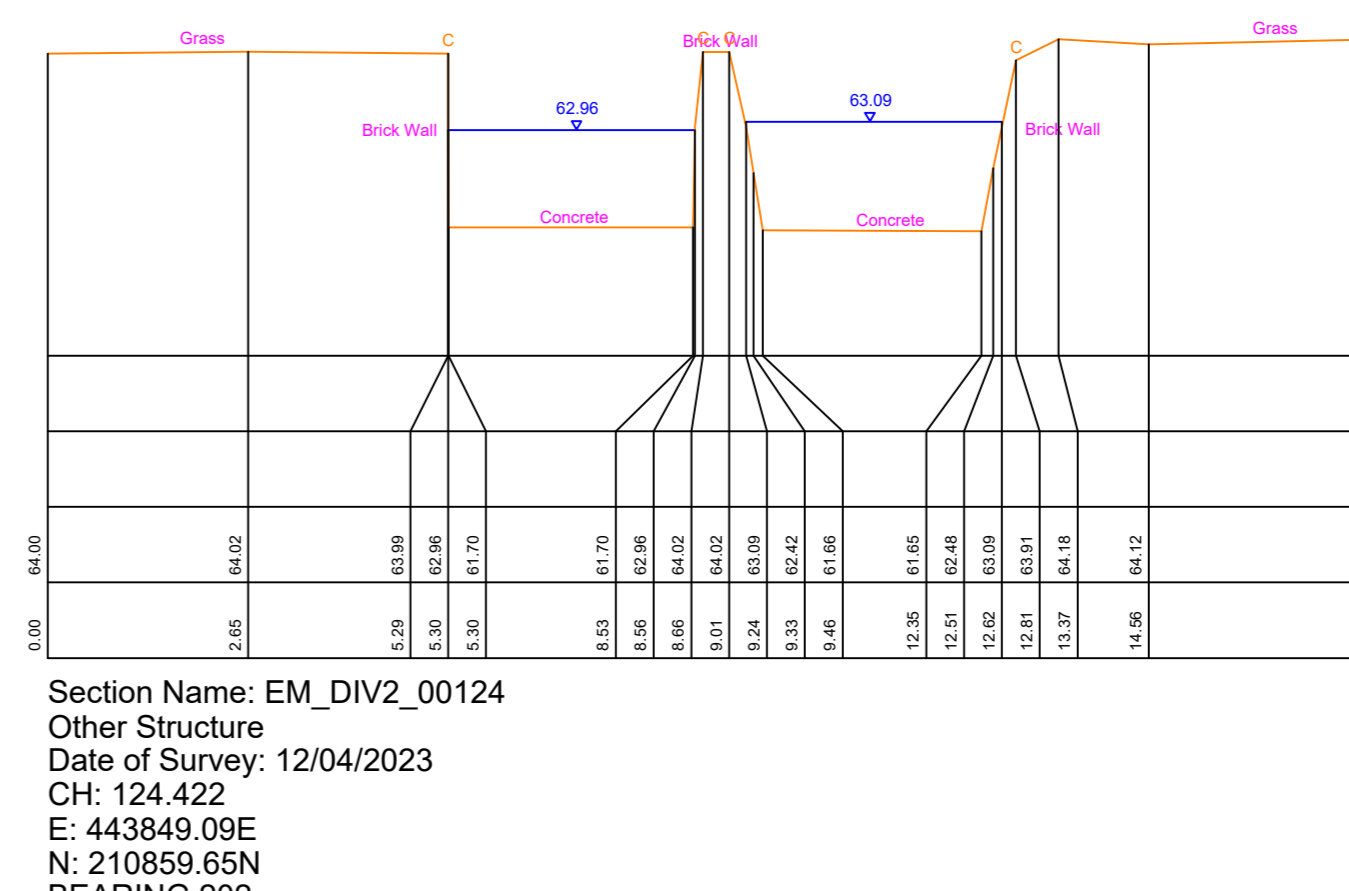 Grass
C
Brick Wall
C C
C
Grass
62.96
63.09
Brick Wall
Brick Wall
Concrete
Concrete
64.00 64.02 63.99 62.96 61.70 61.70 62.96 64.02 64.02 63.09 62.42 61.66 61.65 62.48 63.09 63.91 64.18 64.12
0.00 2.65 5.29 5.30 5.30 8.53 8.56 8.66 9.01 9.24 9.33 9.46 12.35 12.51 12.62 12.81 13.37 14.56
Section Name: EM_DIV2_00124
Other Structure
Date of Survey: 12/04/2023
CH: 124.422
E: 443849.09E
N: 210859.65N